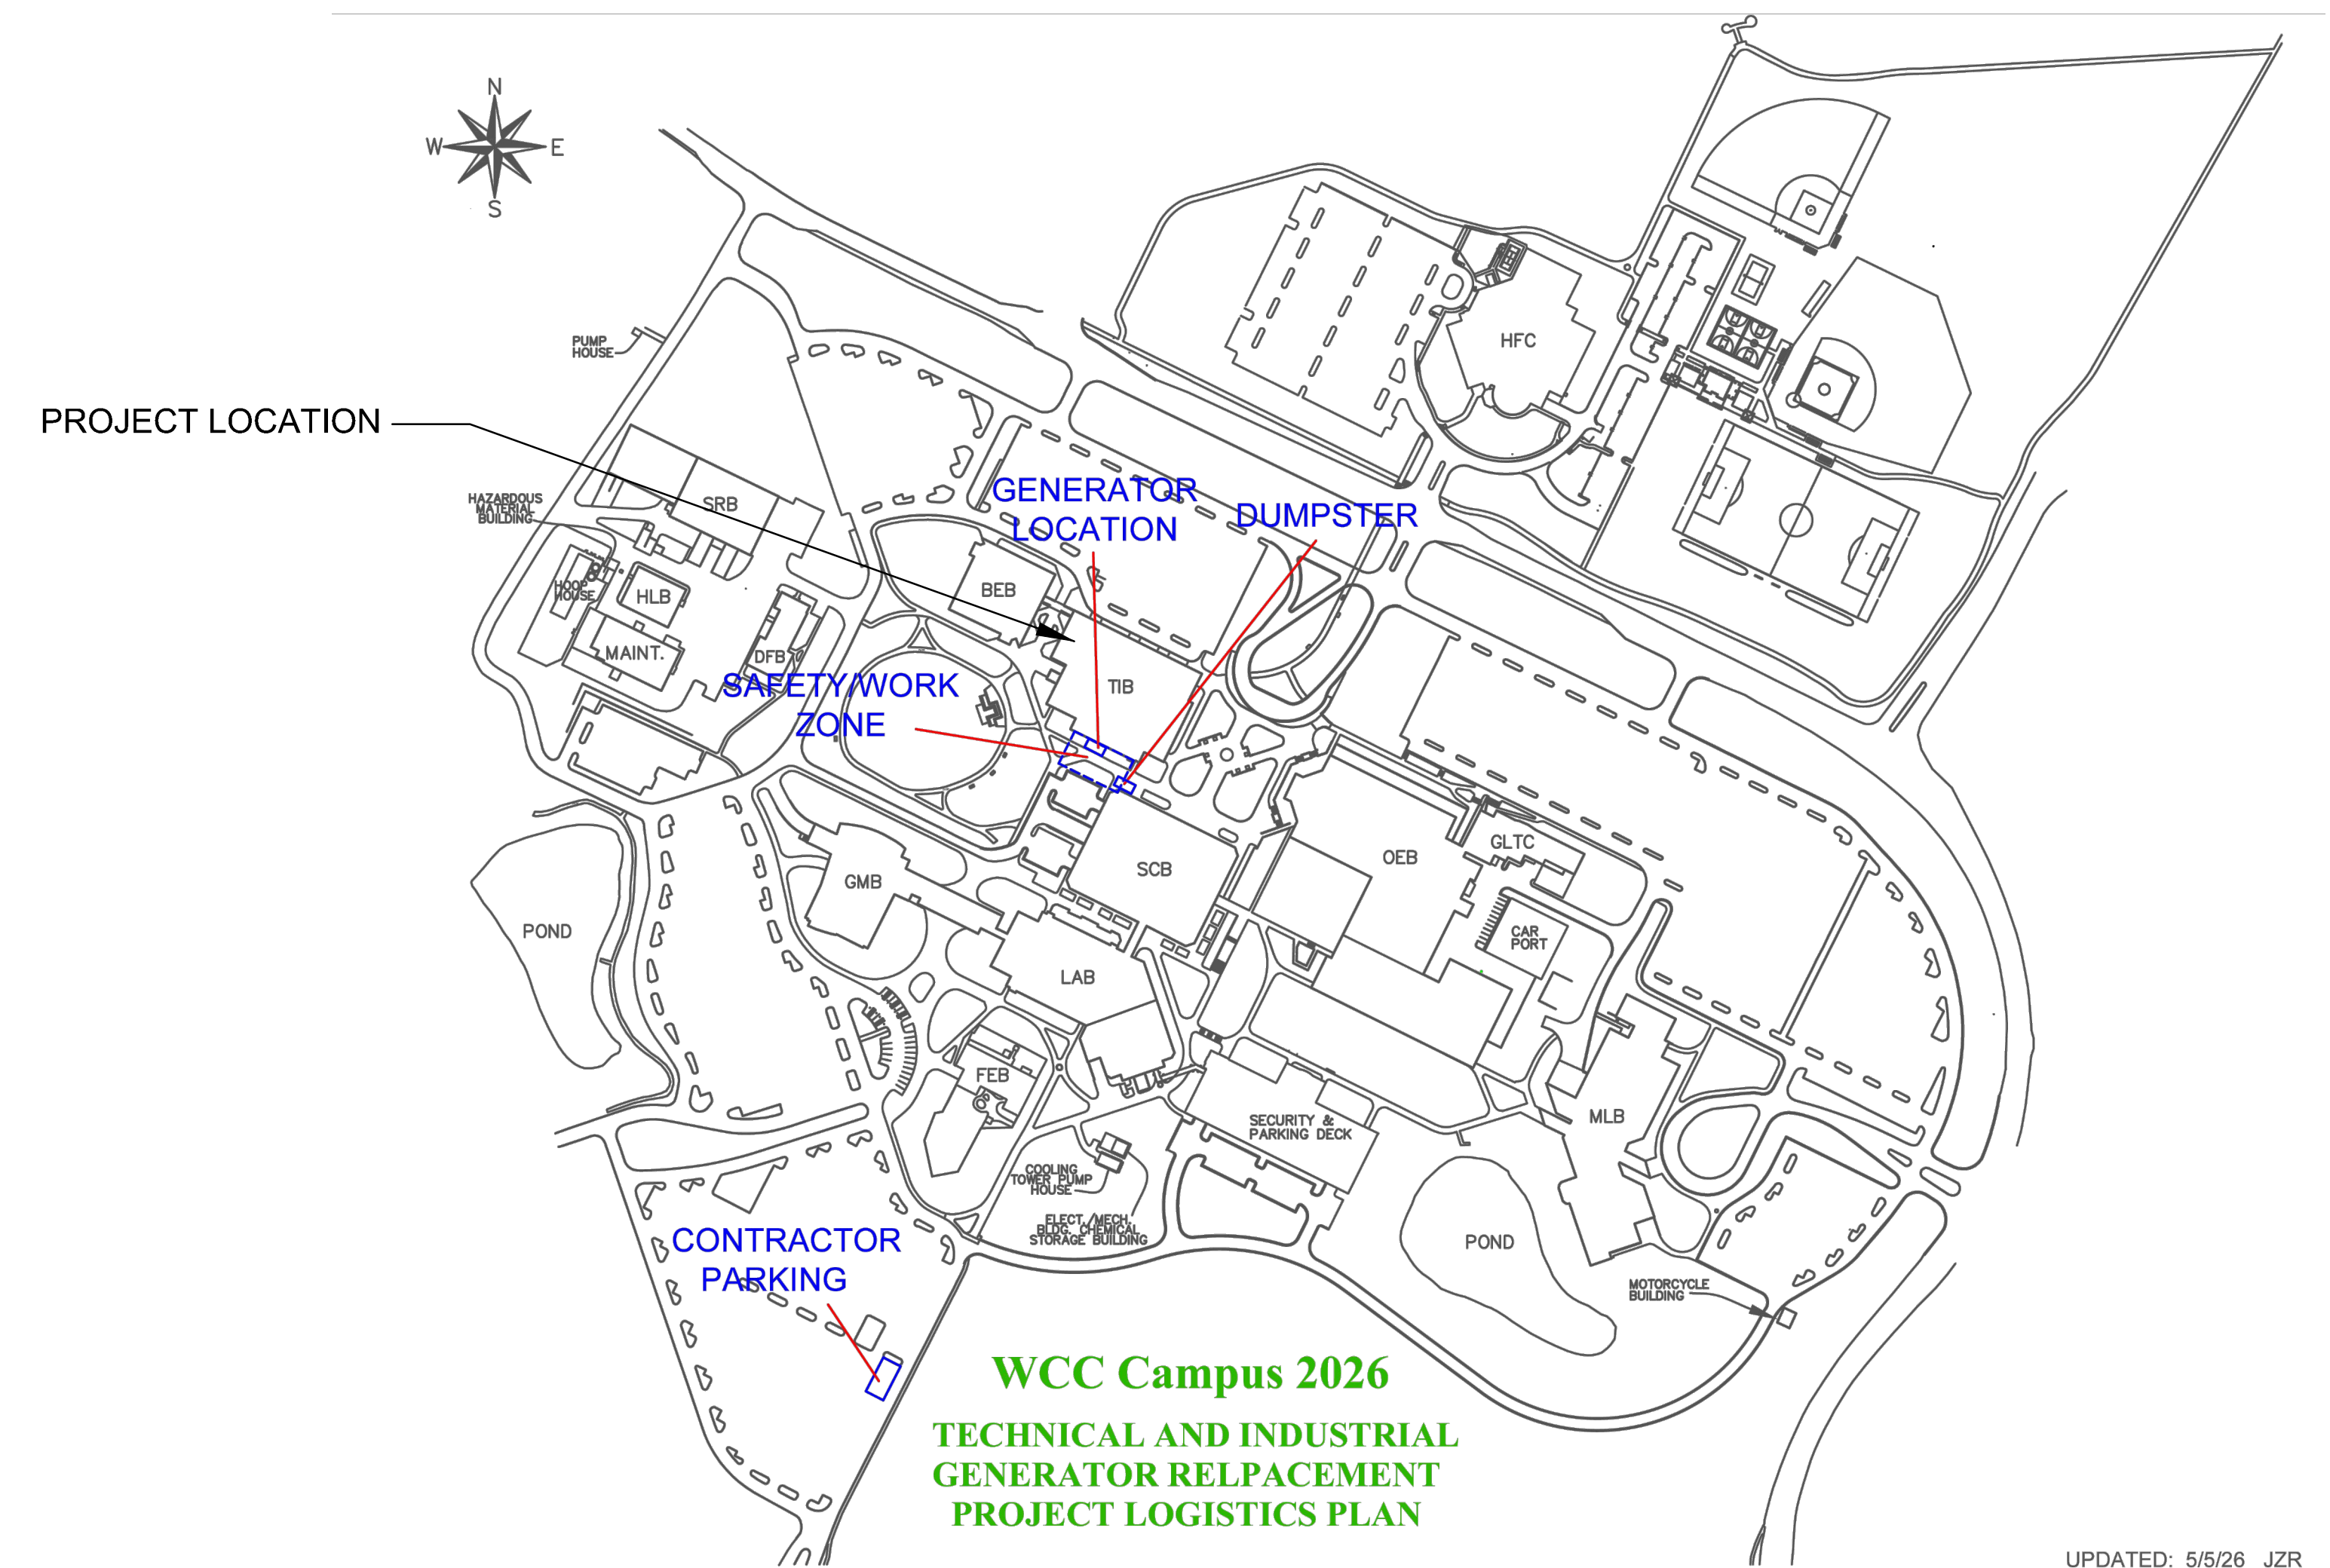 N
W
E
S
PUMP
HOUSE
HFC
PROJECT LOCATION
GENERATOR
LOCATION
DUMPSTER
HAZARDOUS
MATERIAL
BUILDING
SRB
HOOP
HOUSE
HLB
BEB
MAINT.
DFB
TIB
SAFETY/WORK
ZONE
GMB
SCB
OEB
GLTC
POND
CAR
PORT
LAB
FEB
SECURITY &
PARKING DECK
MLB
COOLING
TOWER PUMP
HOUSE
ELECT./MECH.
BLDG. CHEMICAL
STORAGE BUILDING
POND
CONTRACTOR
PARKING
MOTORCYCLE
BUILDING
WCC Campus 2026
TECHNICAL AND INDUSTRIAL
GENERATOR RELPACEMENT
PROJECT LOGISTICS PLAN
UPDATED: 5/5/26 JZR